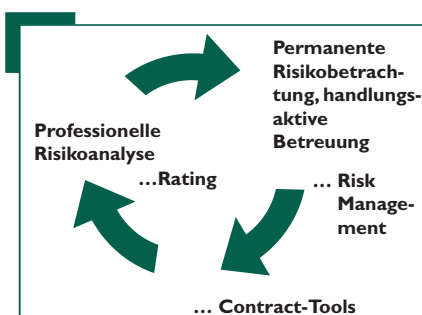 Permanente
Risikobetrach-
tung, handlungs-
aktive
Betreuung
Professionelle
Risikoanalyse
...Rating
... Risk
Manage-
ment
... Contract-Tools